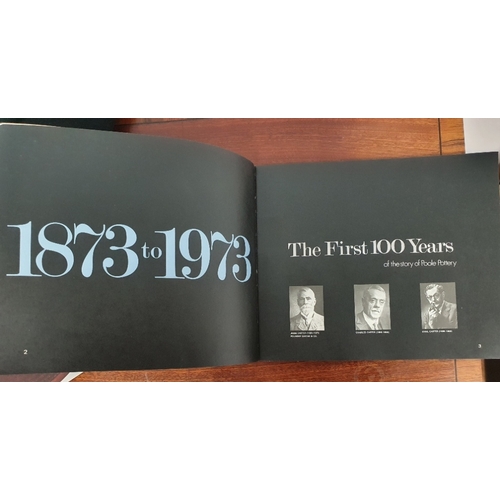 1873 to 1973
2
The First 100 Years
of the story of Poole Pottery
3